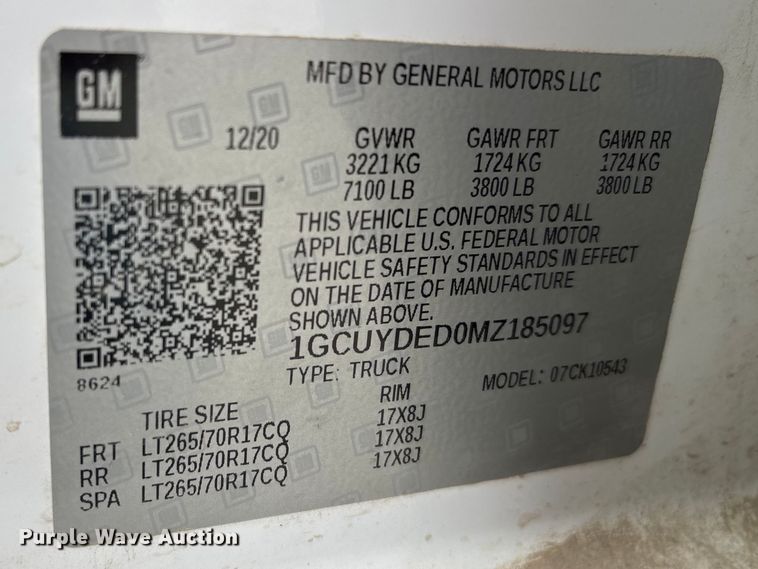 GM
MFD BY GENERAL MOTORS LLC
12/20 GVWR GAWR FRT GAWR RR
3221 KG 1724 KG 1724 KG
7100 LB 3800 LB 3800 LB
THIS VEHICLE CONFORMS TO ALL
APPLICABLE U.S. FEDERAL MOTOR
VEHICLE SAFETY STANDARDS IN EFFECT
ON THE DATE OF MANUFACTURE
SHOWN ABOVE.
1GCUYDED0MZ185097
8624 TYPE: TRUCK MODEL: 07CK10543
TIRE SIZE RIM
FRT LT265/70R17CQ 17X8J
RR LT265/70R17CQ 17X8J
SPA LT265/70R17CQ 17X8J
Purple Wave Auction